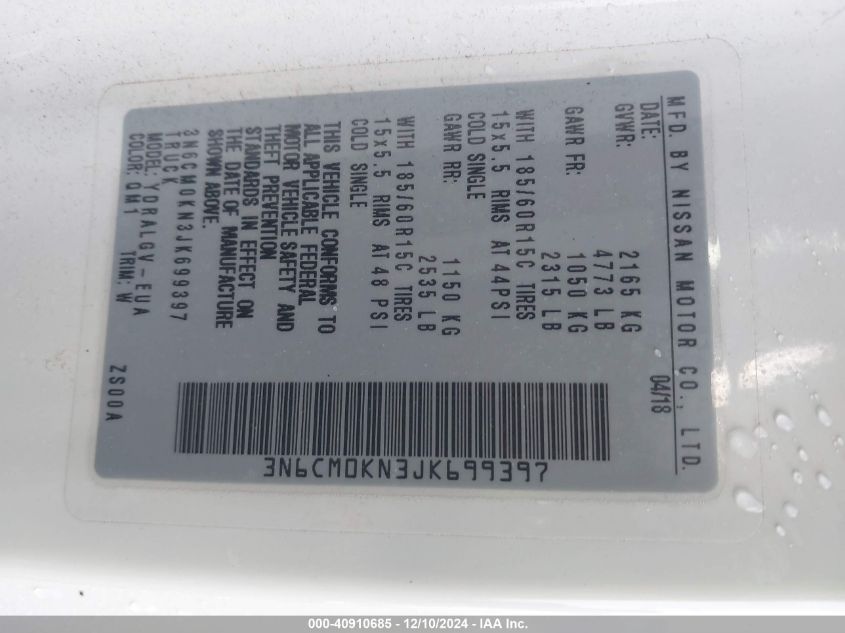 MFD. BY NISSAN MOTOR CO., LTD.
DATE: 04/18
GVWR: 2165 KG
4773 LB
GAWR FR: 1050 KG
2315 LB
WITH 185/60R15C TIRES
15x5.5 RIMS AT 44PSI
COLD SINGLE
GAWR RR: 1150 KG
2535 LB
WITH 185/60R15C TIRES
15x5.5 RIMS AT 48 PSI
COLD SINGLE
THIS VEHICLE CONFORMS TO
ALL APPLICABLE FEDERAL
MOTOR VEHICLE SAFETY AND
THEFT PREVENTION
STANDARDS IN EFFECT ON
THE DATE OF MANUFACTURE
SHOWN ABOVE.
3N6CM0KN3JK699397
TRUCK
MODEL: YDRALGV-EUA
COLOR: QM1 TRIM: W ZS00A
3N6CM0KN3JK699397
000-40910685 - 12/10/2024 - IAA Inc.